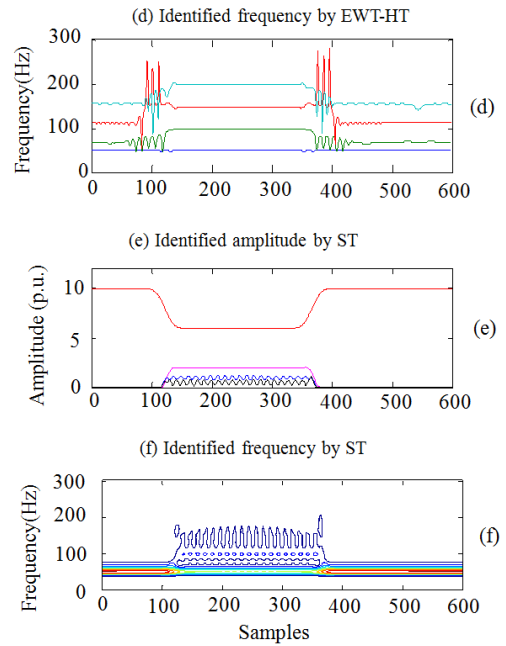 (d) Identified frequency by EWT-HT
300
200
100
0
Frequency(Hz)
(d)
0 100 200 300 400 500 600
(e) Identified amplitude by ST
10
5
0
Amplitude (p.u.)
(e)
0 100 200 300 400 500 600
(f) Identified frequency by ST
300
200
100
0
Frequency(Hz)
(f)
0 100 200 300 400 500 600
Samples